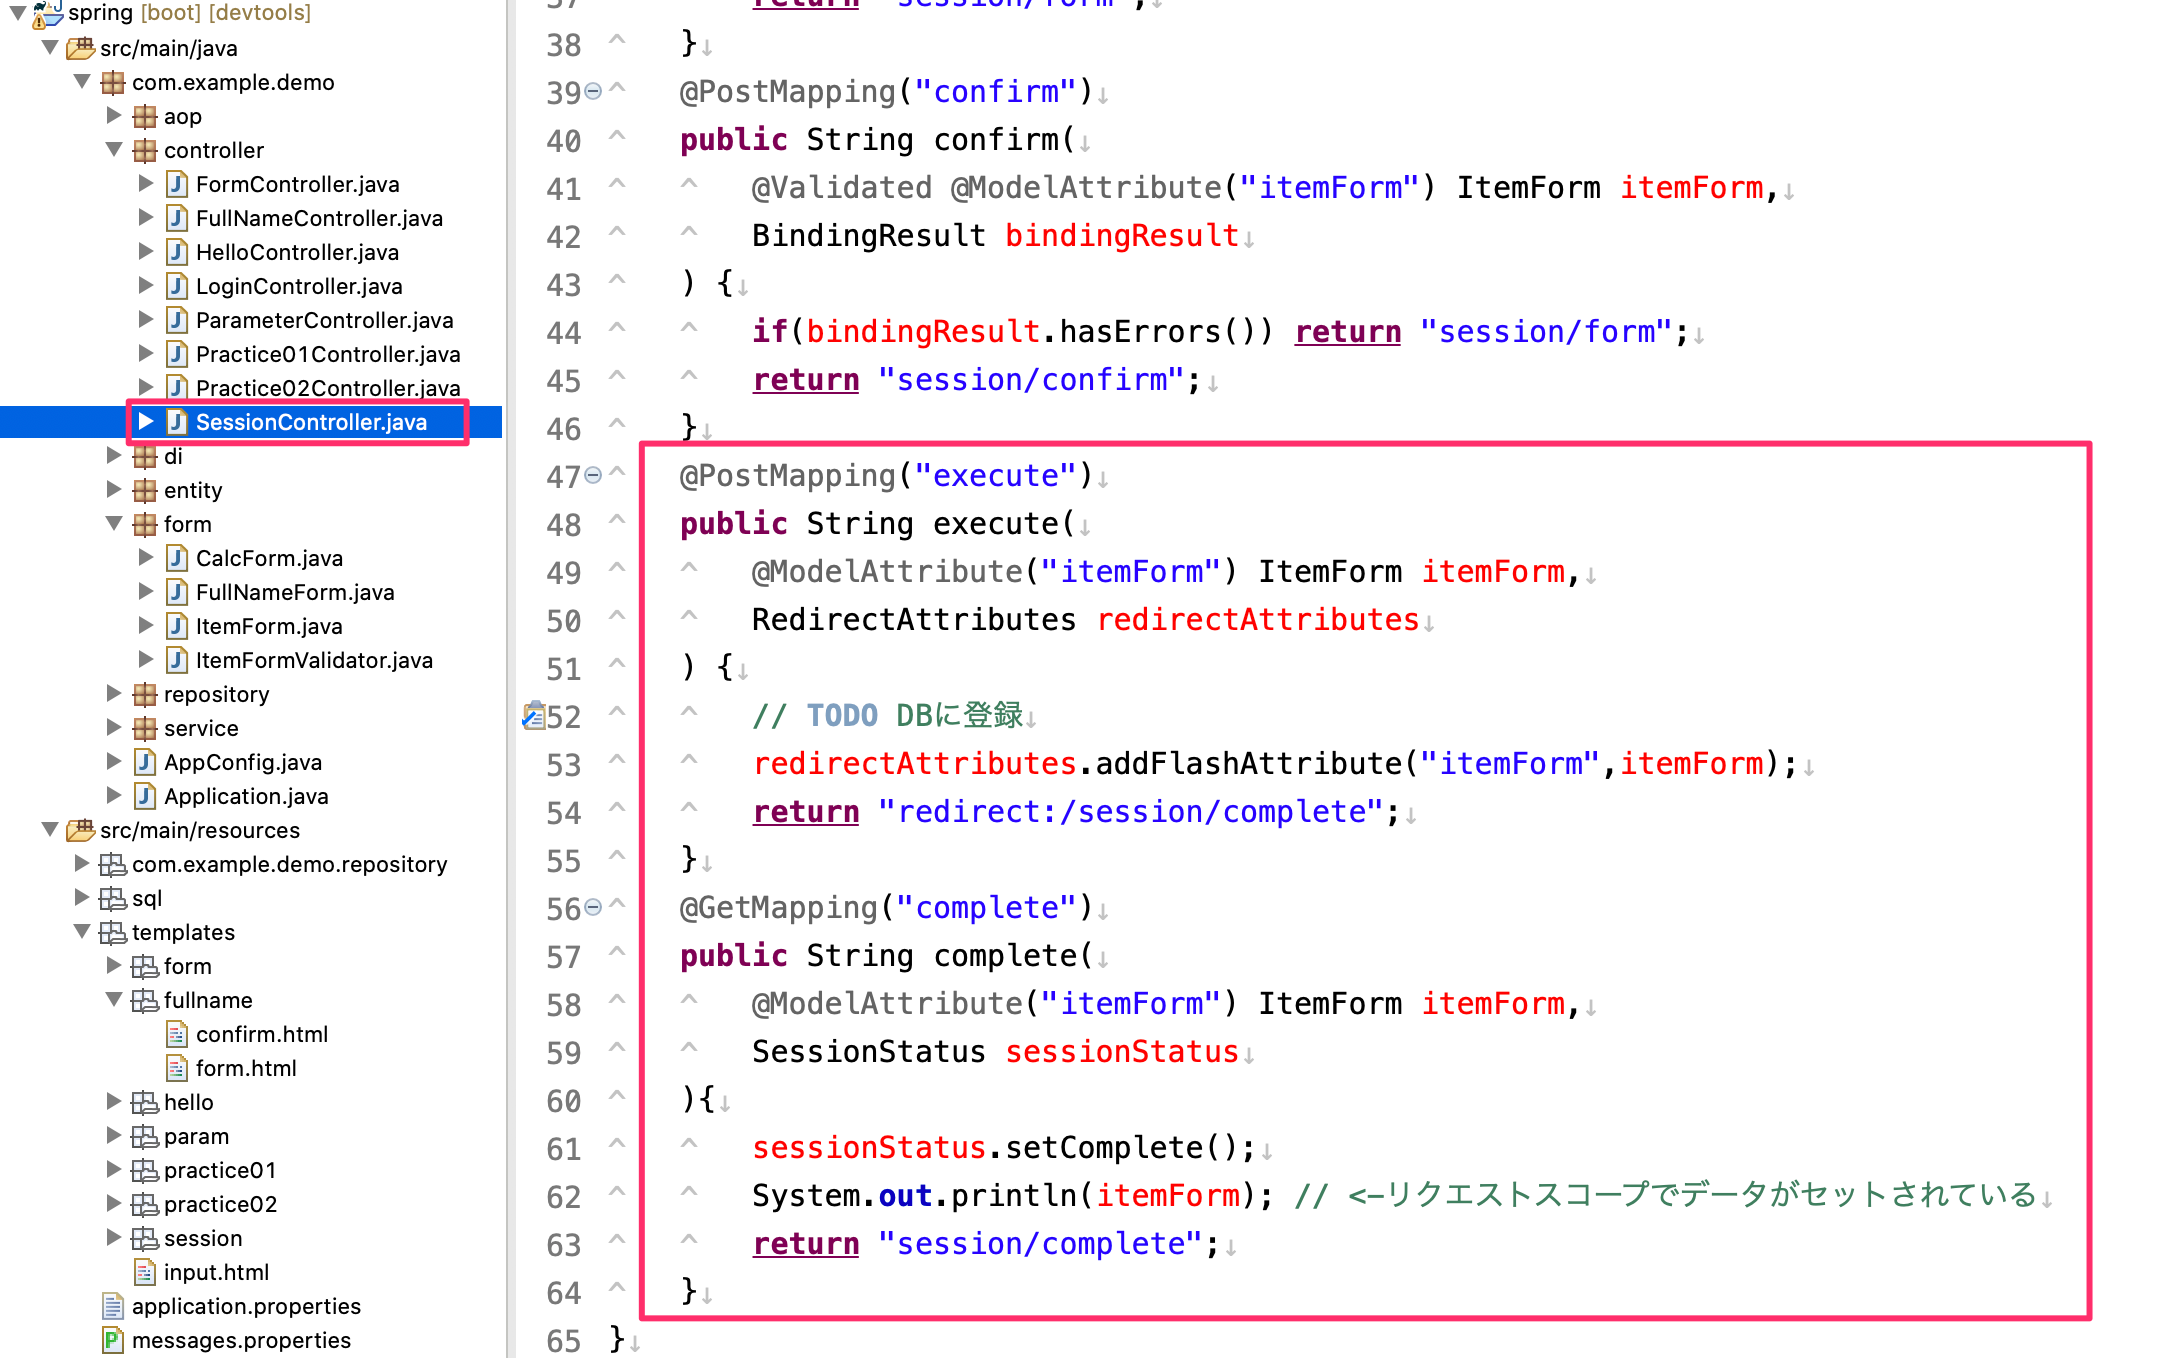 spring [boot] [devtools]
src/main/java
com.example.demo
aop
controller
FormController.java
FullNameController.java
HelloController.java
LoginController.java
ParameterController.java
Practice01Controller.java
Practice02Controller.java
SessionController.java
di
entity
form
CalcForm.java
FullNameForm.java
ItemForm.java
ItemFormValidator.java
repository
service
AppConfig.java
Application.java
src/main/resources
com.example.demo.repository
sql
templates
form
fullname
confirm.html
form.html
hello
param
practice01
practice02
session
input.html
application.properties
messages.properties
37 return "session/form";↓
38 ^ }↓
39 ^ @PostMapping("confirm")↓
40 ^ public String confirm(↓
41 ^ ^ @Validated @ModelAttribute("itemForm") ItemForm itemForm,↓
42 ^ ^ BindingResult bindingResult↓
43 ^ ) {↓
44 ^ ^ if(bindingResult.hasErrors()) return "session/form";↓
45 ^ ^ return "session/confirm";↓
46 ^ }↓
47 ^ @PostMapping("execute")↓
48 ^ public String execute(↓
49 ^ ^ @ModelAttribute("itemForm") ItemForm itemForm,↓
50 ^ ^ RedirectAttributes redirectAttributes↓
51 ^ ) {↓
52 ^ ^ // TODO DBに登録↓
53 ^ ^ redirectAttributes.addFlashAttribute("itemForm",itemForm);↓
54 ^ ^ return "redirect:/session/complete";↓
55 ^ }↓
56 ^ @GetMapping("complete")↓
57 ^ public String complete(↓
58 ^ ^ @ModelAttribute("itemForm") ItemForm itemForm,↓
59 ^ ^ SessionStatus sessionStatus↓
60 ^ ){↓
61 ^ ^ sessionStatus.setComplete();↓
62 ^ ^ System.out.println(itemForm); // <-リクエストスコープでデータがセットされている↓
63 ^ ^ return "session/complete";↓
64 ^ }↓
65 }↓